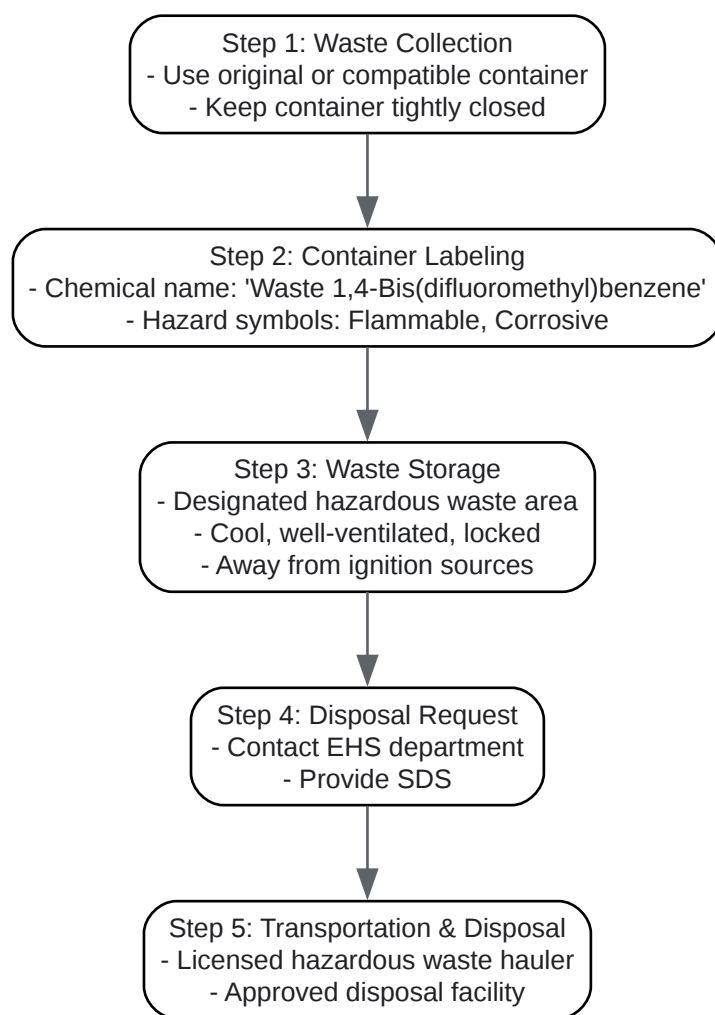 Step 1: Waste Collection
- Use original or compatible container
- Keep container tightly closed
Step 2: Container Labeling
- Chemical name: 'Waste 1,4-Bis(difluoromethyl)benzene'
- Hazard symbols: Flammable, Corrosive
Step 3: Waste Storage
- Designated hazardous waste area
- Cool, well-ventilated, locked
- Away from ignition sources
Step 4: Disposal Request
- Contact EHS department
- Provide SDS
Step 5: Transportation & Disposal
- Licensed hazardous waste hauler
- Approved disposal facility